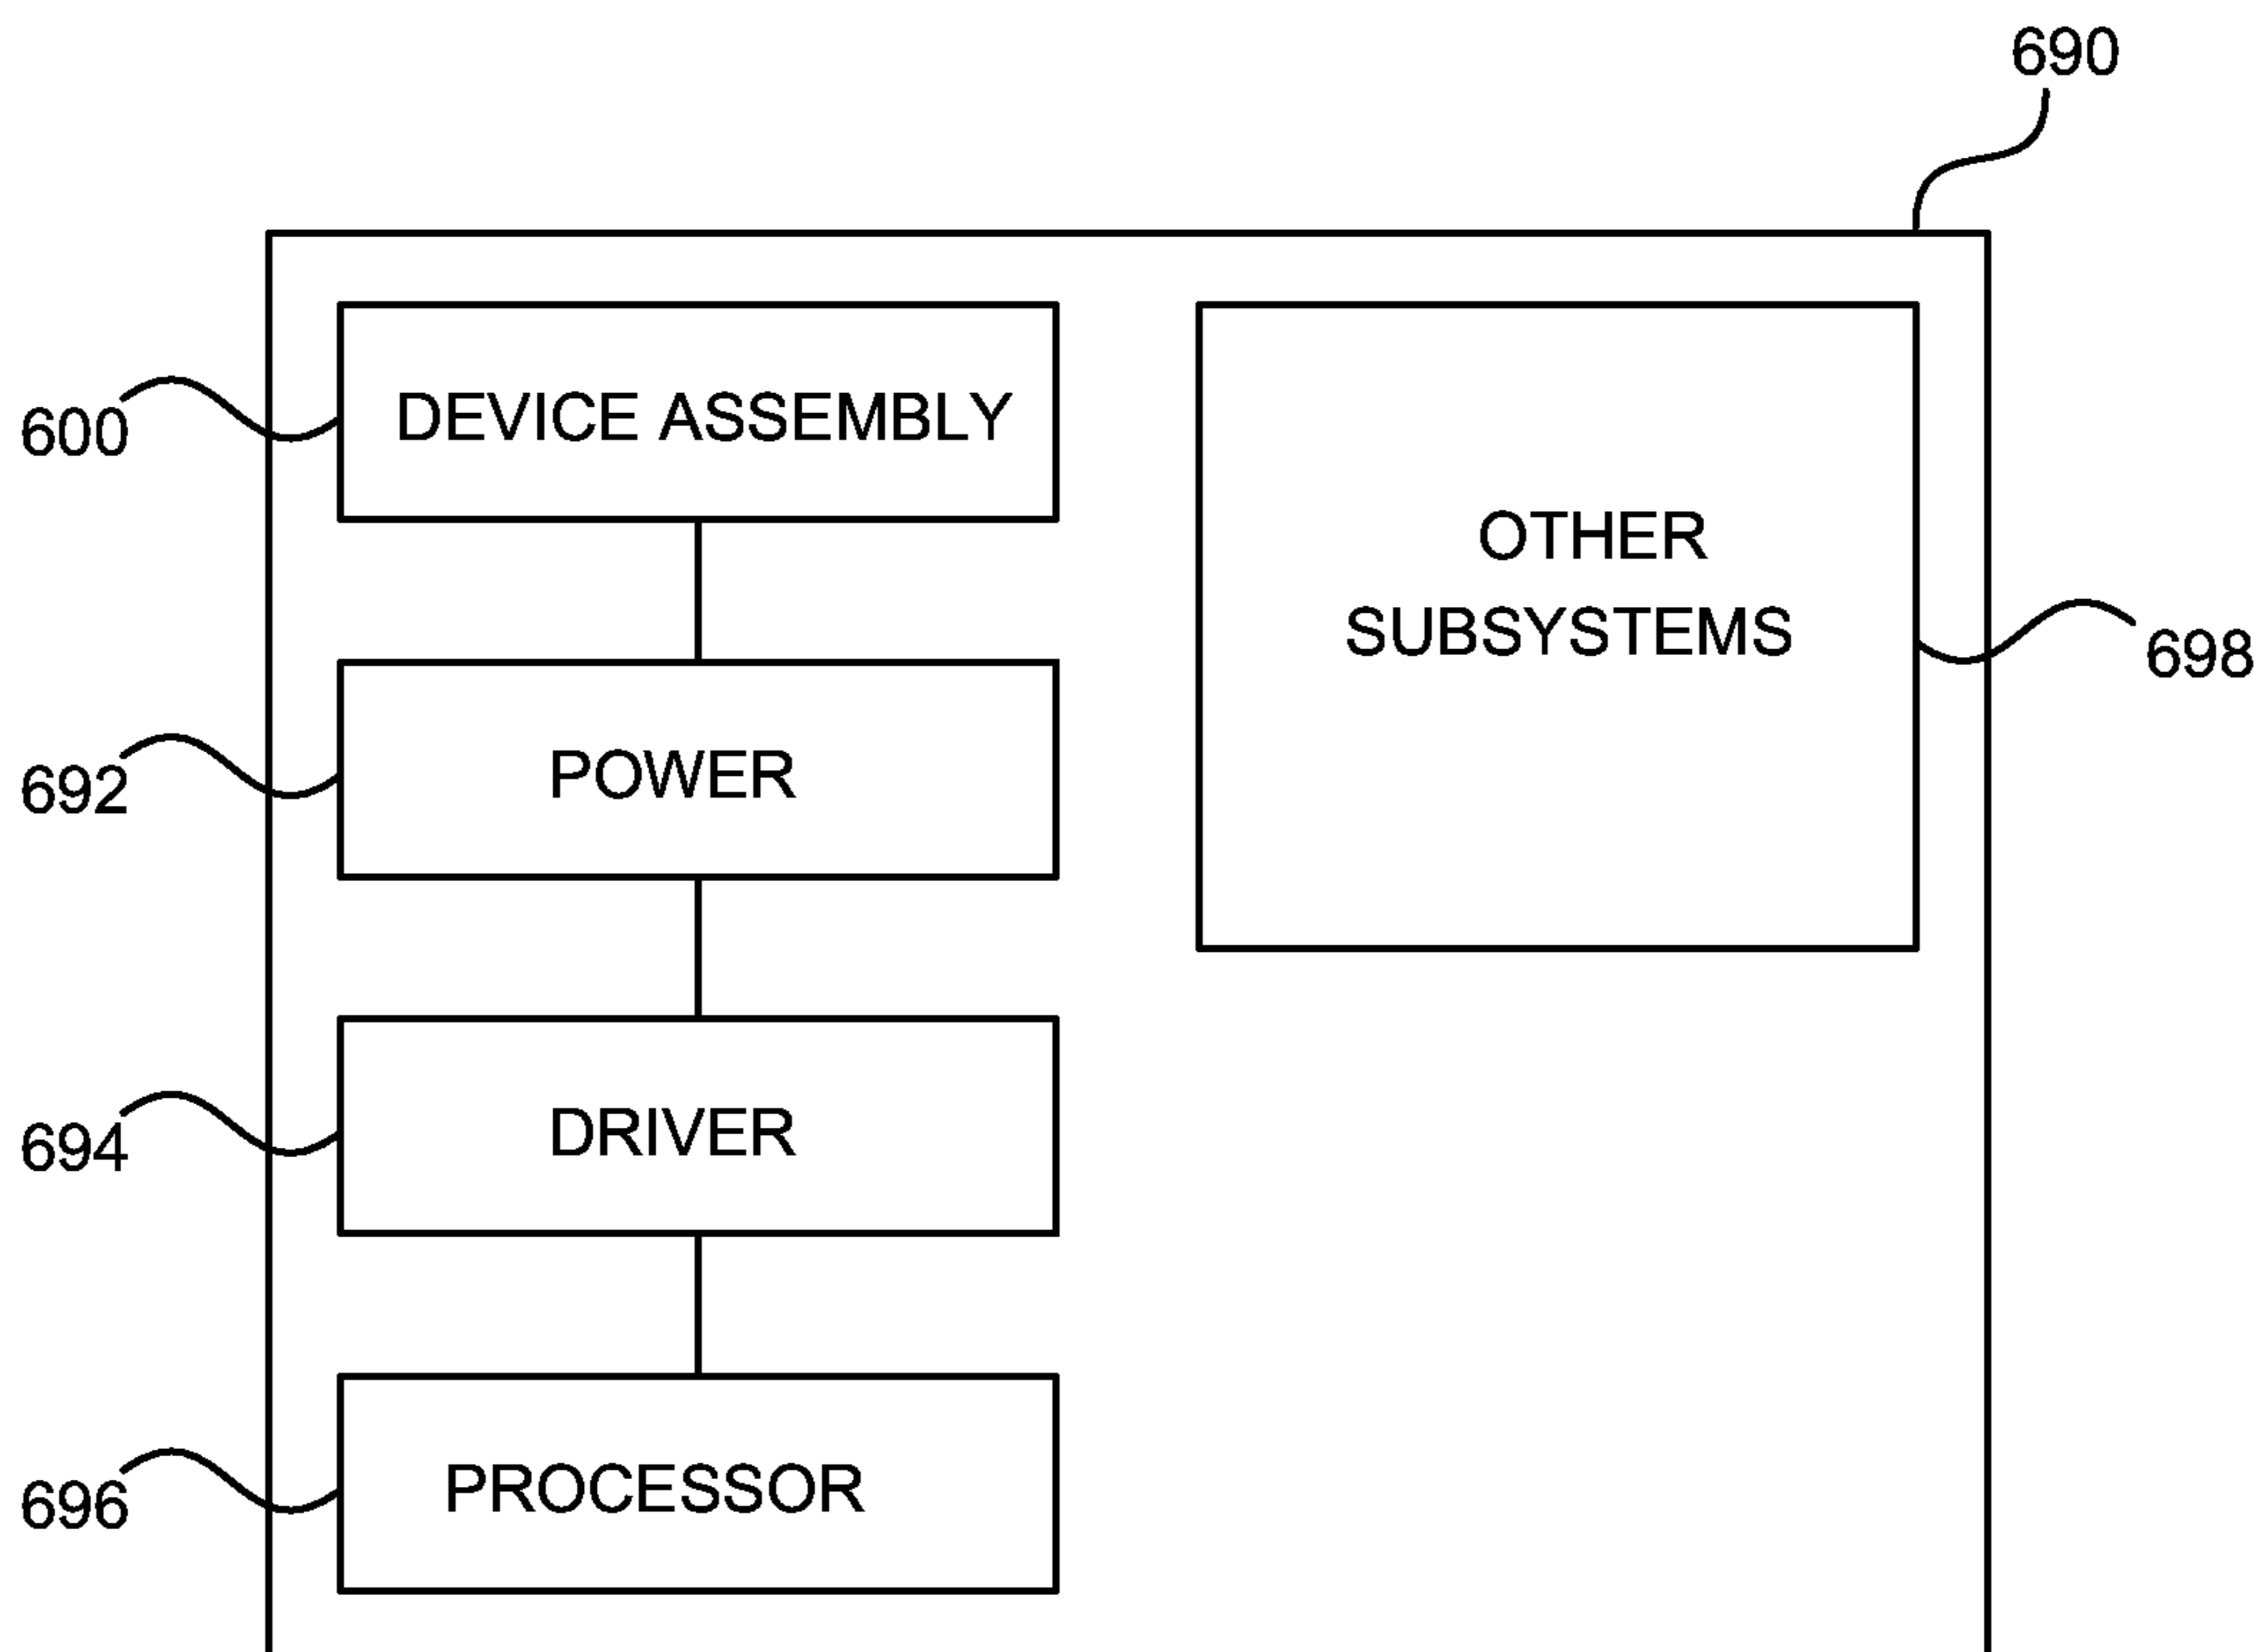 690
DEVICE ASSEMBLY
600
OTHER
SUBSYSTEMS
698
POWER
692
DRIVER
694
PROCESSOR
696